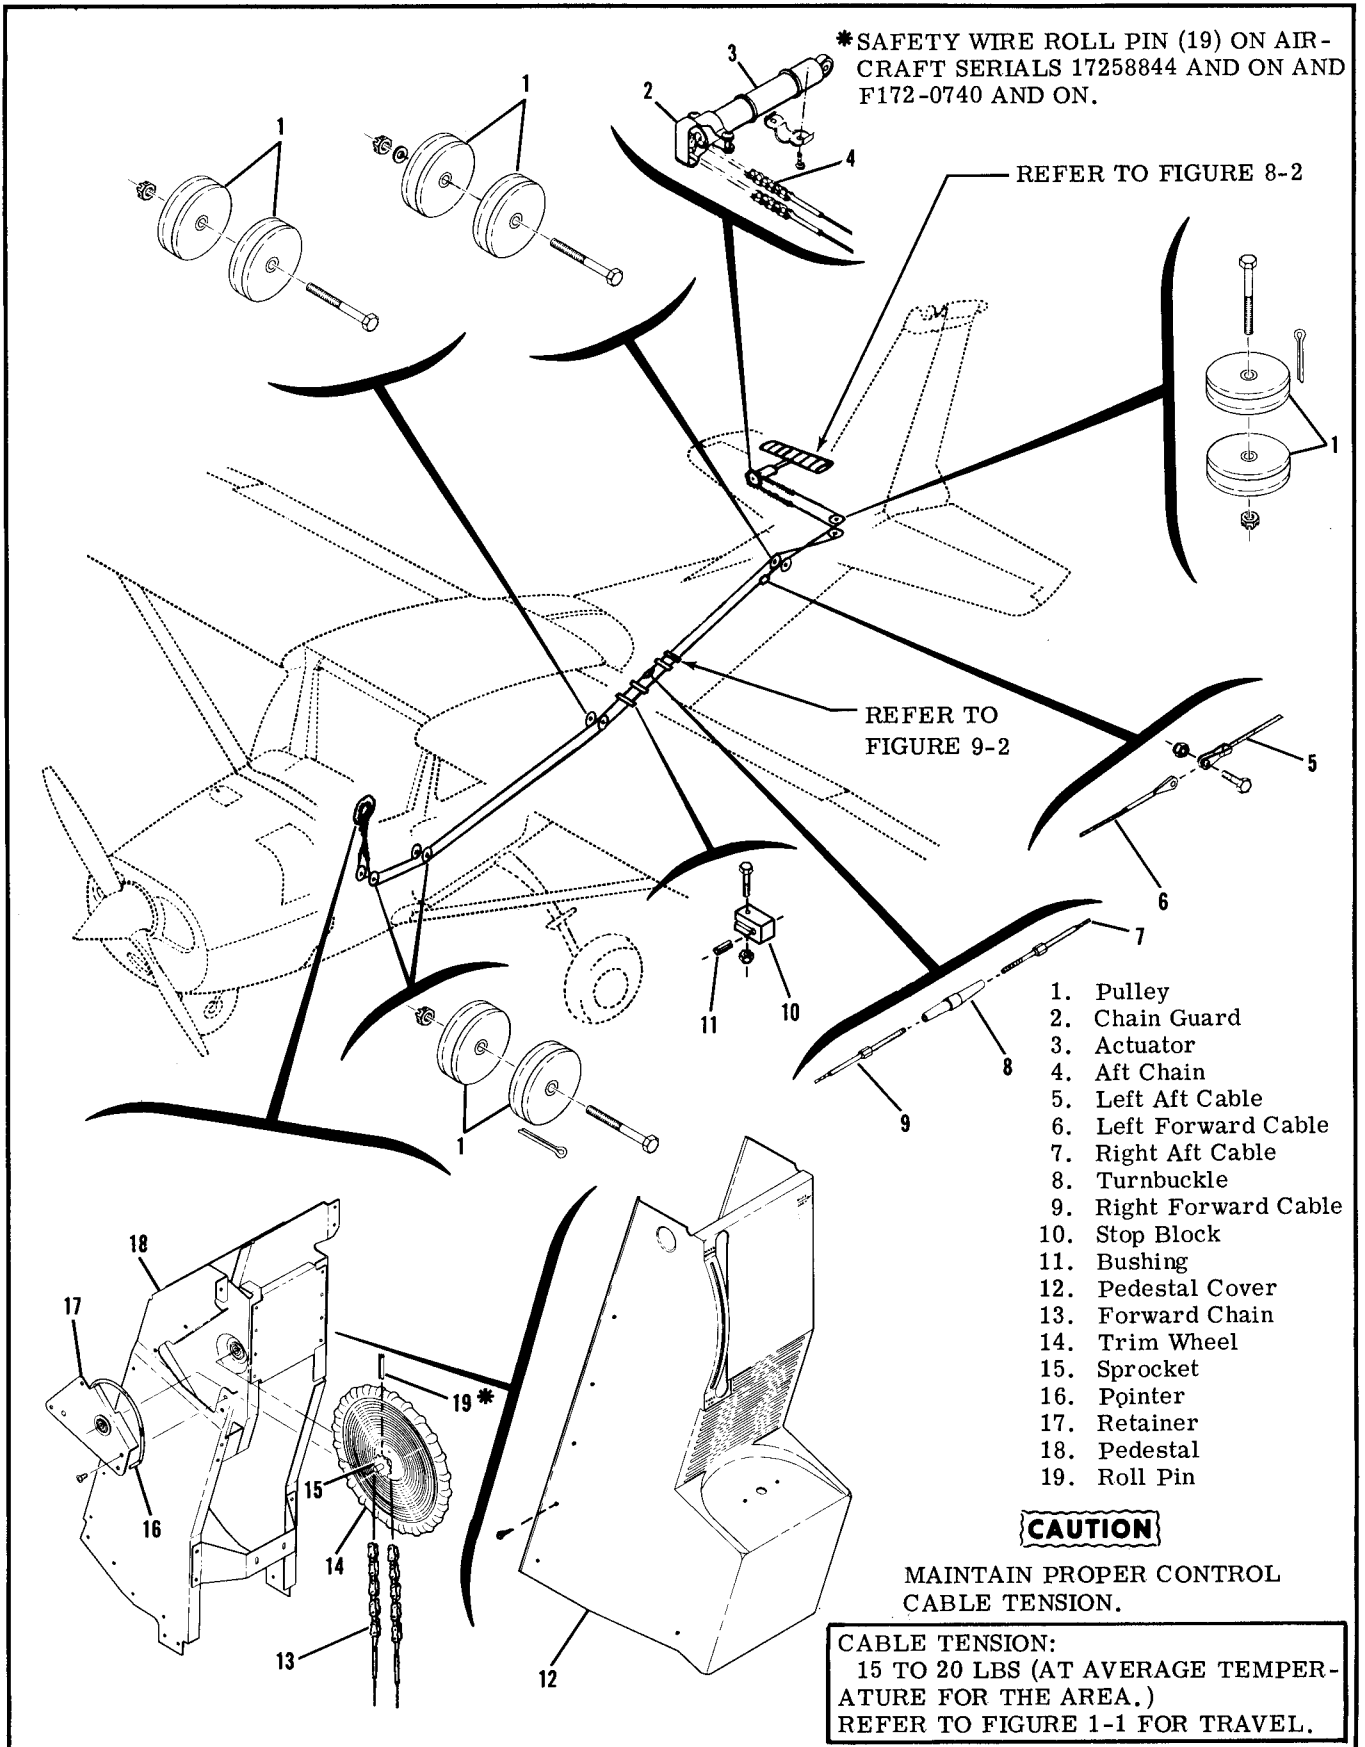 *SAFETY WIRE ROLL PIN (19) ON AIR-
CRAFT SERIALS 17258844 AND ON AND
F172-0740 AND ON.
3
2
1
1
4
REFER TO FIGURE 8-2
1
REFER TO
FIGURE 9-2
5
6
7
8
9
10
11
1
1. Pulley
2. Chain Guard
3. Actuator
4. Aft Chain
5. Left Aft Cable
6. Left Forward Cable
7. Right Aft Cable
8. Turnbuckle
9. Right Forward Cable
10. Stop Block
11. Bushing
12. Pedestal Cover
13. Forward Chain
14. Trim Wheel
15. Sprocket
16. Pointer
17. Retainer
18. Pedestal
19. Roll Pin
18
17
19*
15
16
14
13
12
CAUTION
MAINTAIN PROPER CONTROL
CABLE TENSION.
CABLE TENSION:
15 TO 20 LBS (AT AVERAGE TEMPER-
ATURE FOR THE AREA.)
REFER TO FIGURE 1-1 FOR TRAVEL.